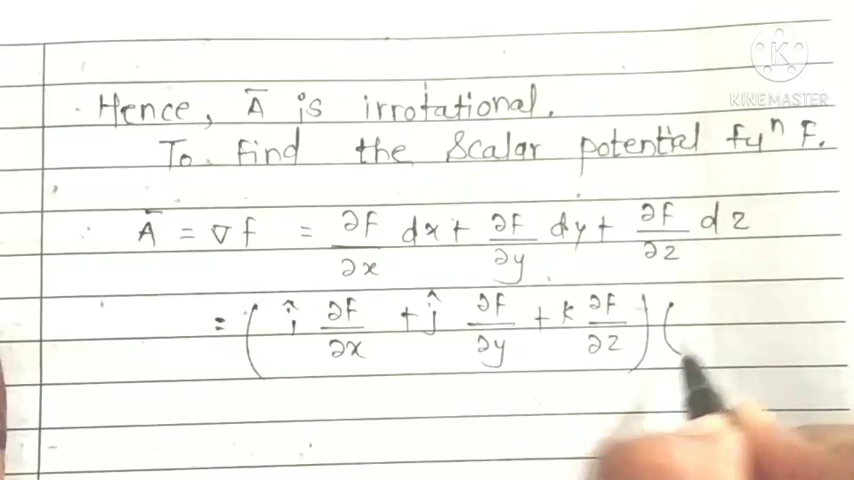 KINEMASTER
Hence, A̅ is irrotational.
To find the Scalar potential fuⁿ F.
A̅ = ∇f = ∂F/∂x dx + ∂F/∂y dy + ∂F/∂z dz
= ( î ∂F/∂x + ĵ ∂F/∂y + k ∂F/∂z ) (